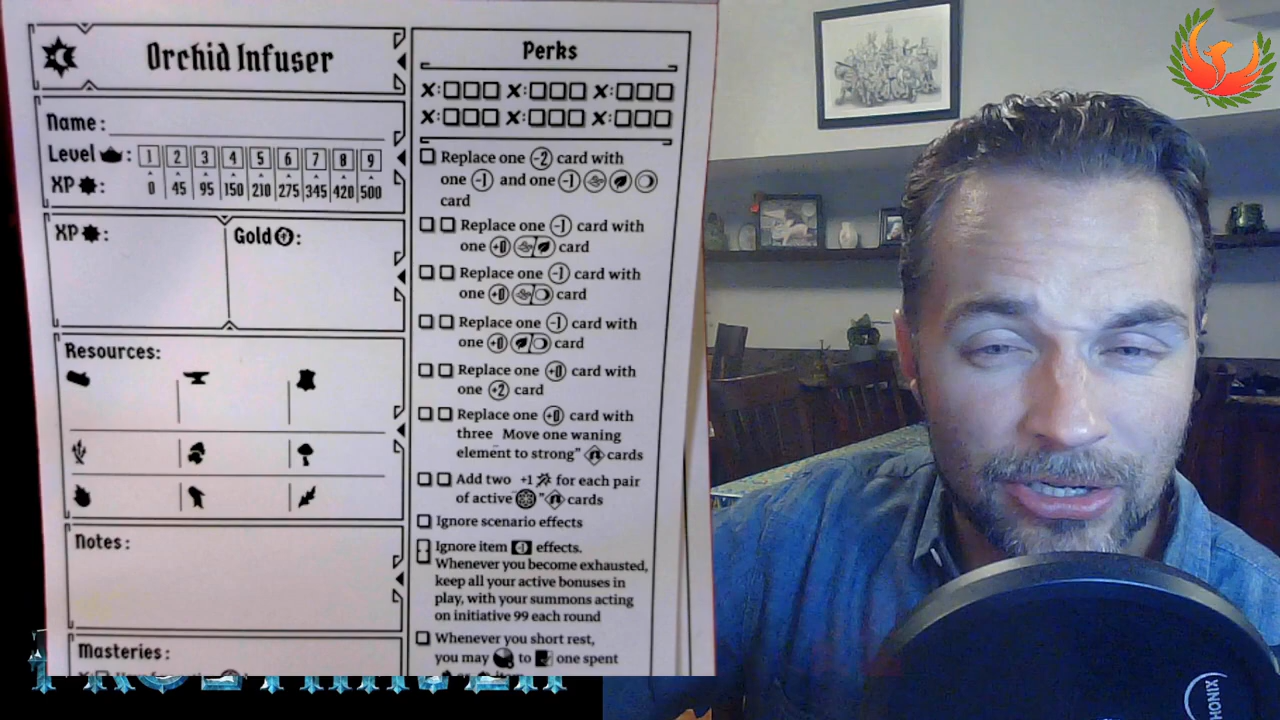 Orchid Infuser
Name:
Level : 1 2 3 4 5 6 7 8 9
XP : 0 45 95 150 210 275 345 420 500
XP :
Gold :
Resources:
Notes:
Masteries:
Perks
Replace one -2 card with
one -1 and one -1
card
Replace one -1 card with
one +0 card
Replace one -1 card with
one +0 card
Replace one -1 card with
one +0 card
Replace one +0 card with
one +2 card
Replace one +0 card with
three Move one waning
element to strong" cards
Add two +1 for each pair
of active " cards
Ignore scenario effects
Ignore item -1 effects.
Whenever you become exhausted,
keep all your active bonuses in
play, with your summons acting
on initiative 99 each round
Whenever you short rest,
you may to one spent
HONIX